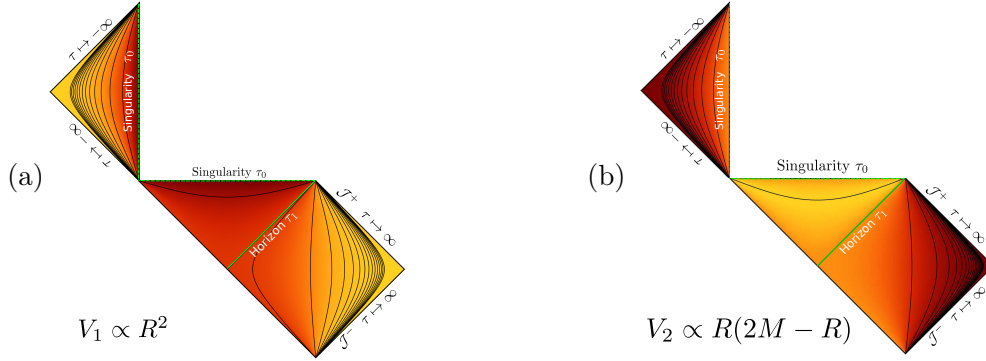 (a)
τ ↦ −∞
Singularity τ₀
τ ↦ −∞
Singularity τ₀
Horizon τ₁
𝒥⁺ τ ↦ ∞
𝒥⁻ τ ↦ ∞
V₁ ∝ R²
(b)
τ ↦ −∞
Singularity τ₀
τ ↦ −∞
Singularity τ₀
Horizon τ₁
𝒥⁺ τ ↦ ∞
𝒥⁻ τ ↦ ∞
V₂ ∝ R(2M − R)